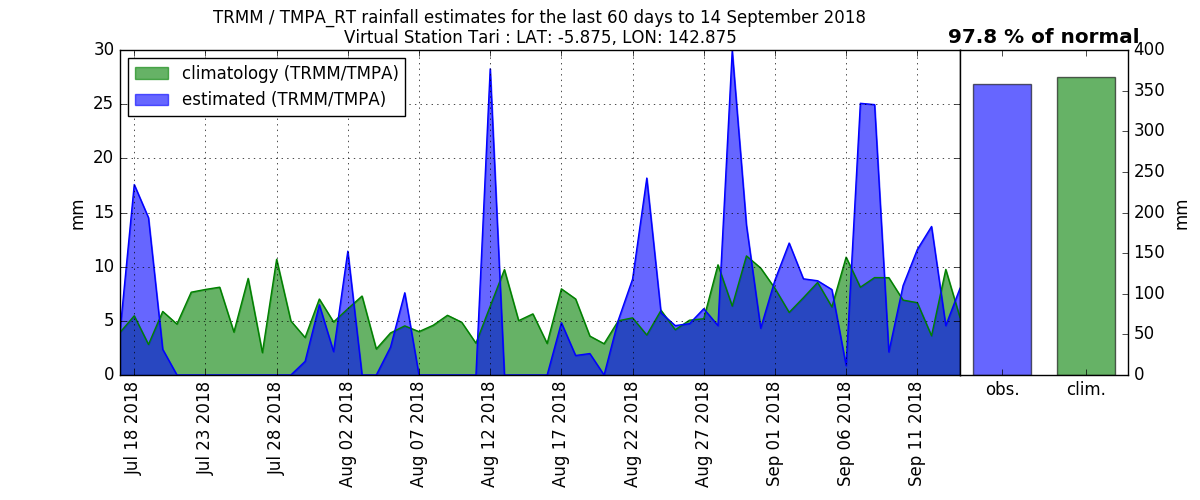 TRMM / TMPA_RT rainfall estimates for the last 60 days to 14 September 2018
Virtual Station Tari : LAT: -5.875, LON: 142.875
97.8 % of normal
climatology (TRMM/TMPA)
estimated (TRMM/TMPA)
30
25
20
15
10
5
0
mm
Jul 18 2018
Jul 23 2018
Jul 28 2018
Aug 02 2018
Aug 07 2018
Aug 12 2018
Aug 17 2018
Aug 22 2018
Aug 27 2018
Sep 01 2018
Sep 06 2018
Sep 11 2018
400
350
300
250
200
150
100
50
0
mm
obs.
clim.